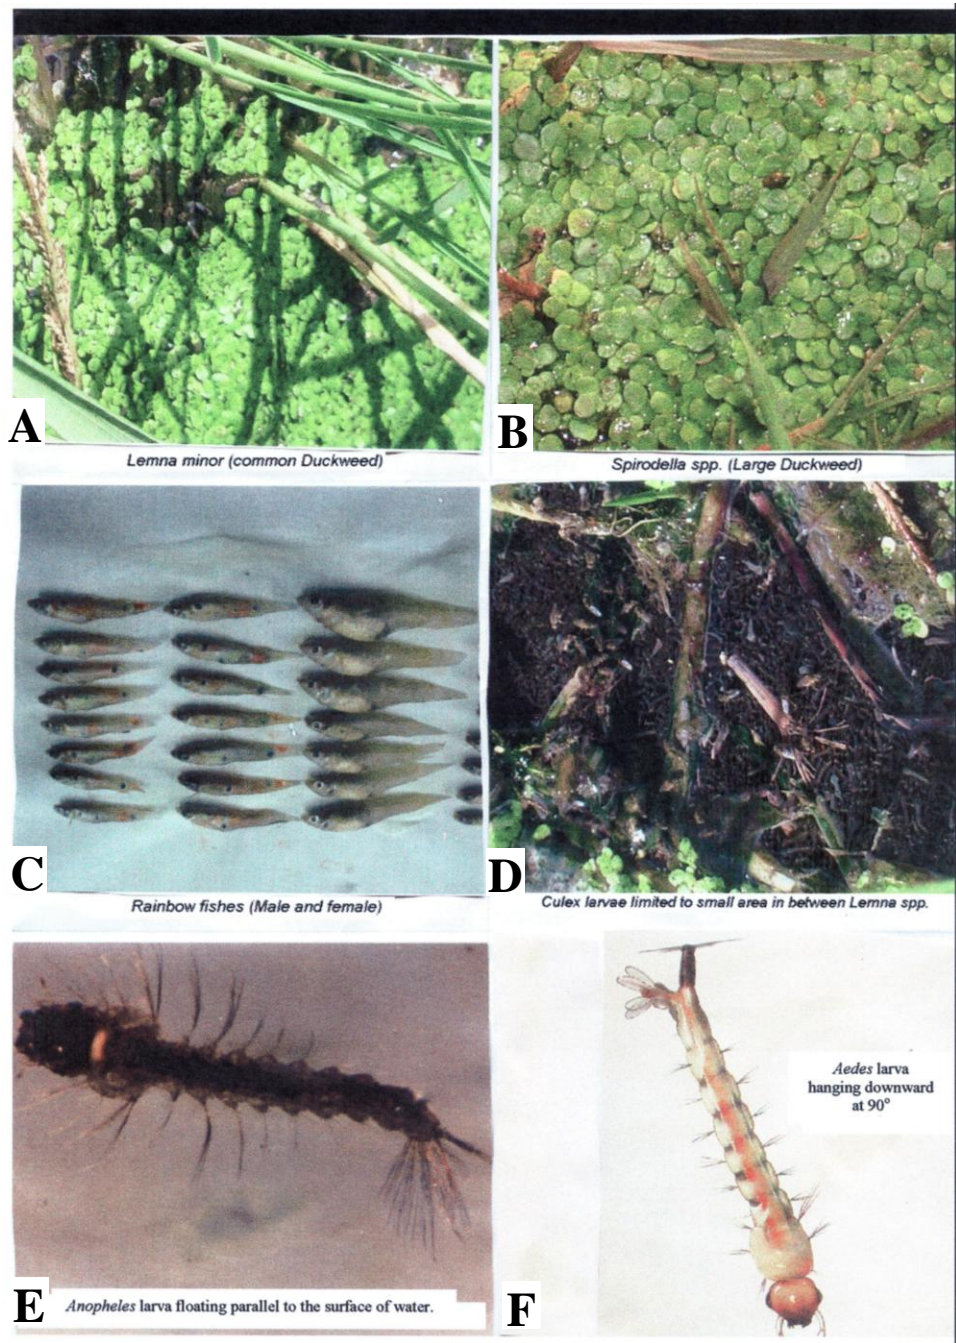 A
Lemna minor (common Duckweed)
B
Spirodella spp. (Large Duckweed)
C
Rainbow fishes (Male and female)
D
Culex larvae limited to small area in between Lemna spp.
E
Anopheles larva floating parallel to the surface of water.
F
Aedes larva
hanging downward
at 90°